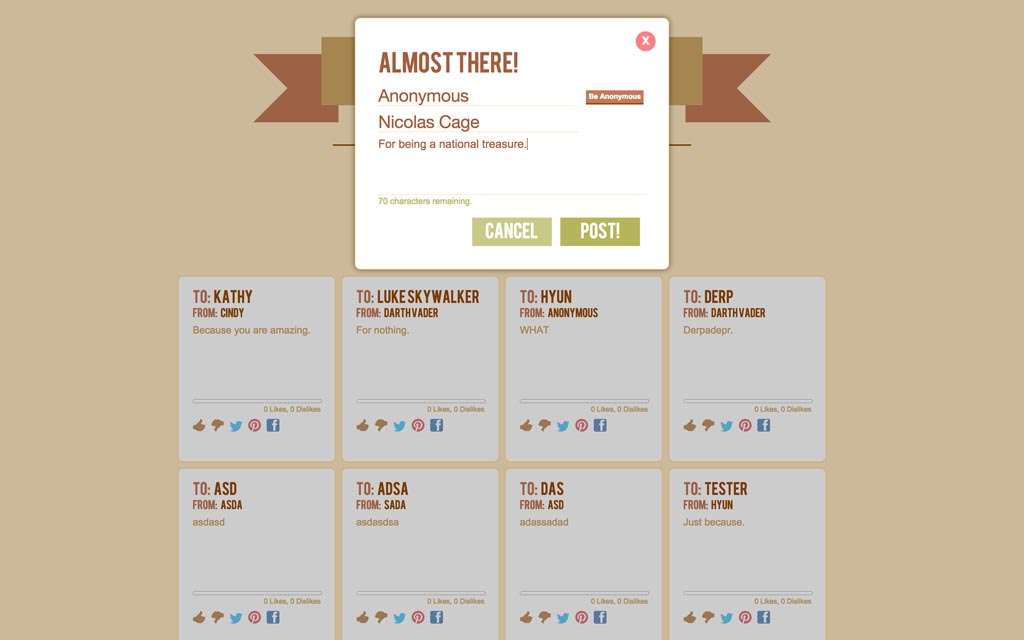 X
ALMOST THERE!
Anonymous
Be Anonymous
Nicolas Cage
For being a national treasure.
70 characters remaining.
CANCEL
POST!
TO: KATHY
FROM: CINDY
Because you are amazing.
0 Likes, 0 Dislikes
TO: LUKE SKYWALKER
FROM: DARTH VADER
For nothing.
0 Likes, 0 Dislikes
TO: HYUN
FROM: ANONYMOUS
WHAT
0 Likes, 0 Dislikes
TO: DERP
FROM: DARTH VADER
Derpadepr.
0 Likes, 0 Dislikes
TO: ASD
FROM: ASDA
asdasd
0 Likes, 0 Dislikes
TO: ADSA
FROM: SADA
asdasdsa
0 Likes, 0 Dislikes
TO: DAS
FROM: ASD
adassadad
0 Likes, 0 Dislikes
TO: TESTER
FROM: HYUN
Just because.
0 Likes, 0 Dislikes